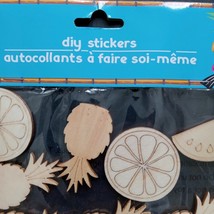 diy stickers
autocollants à faire soi-même